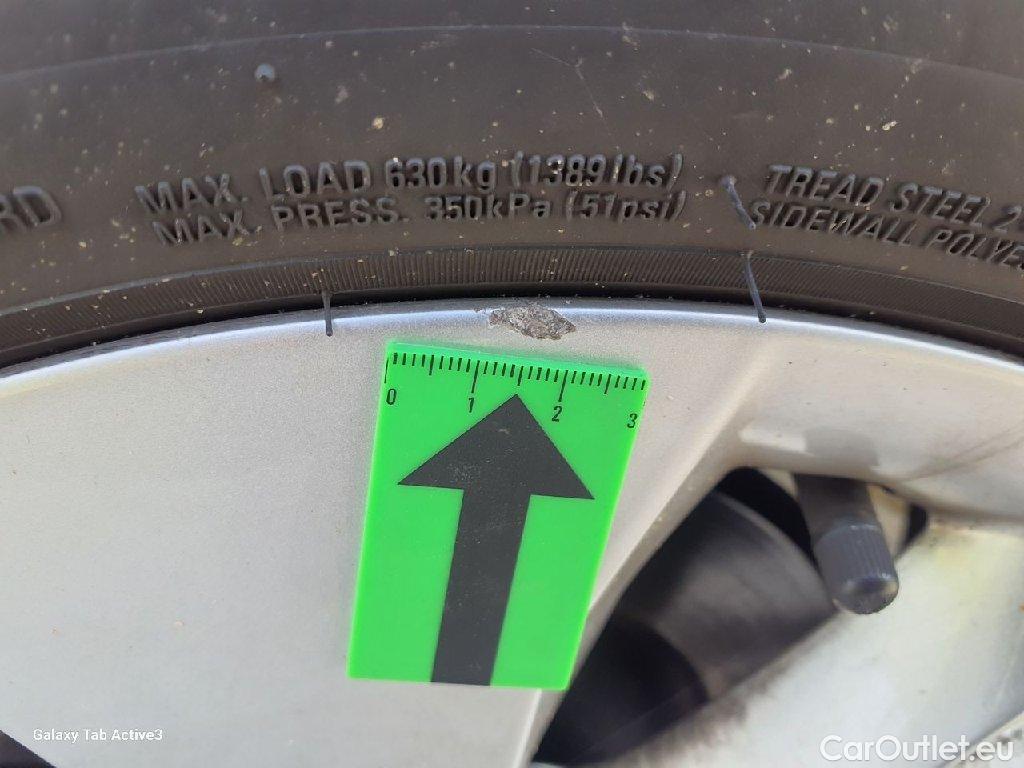 RD
MAX. LOAD 630kg (1389lbs)
MAX. PRESS. 350kPa (51psi)
TREAD STEEL 2
SIDEWALL POLYES
0 1 2 3
Galaxy Tab Active3
CarOutlet.eu